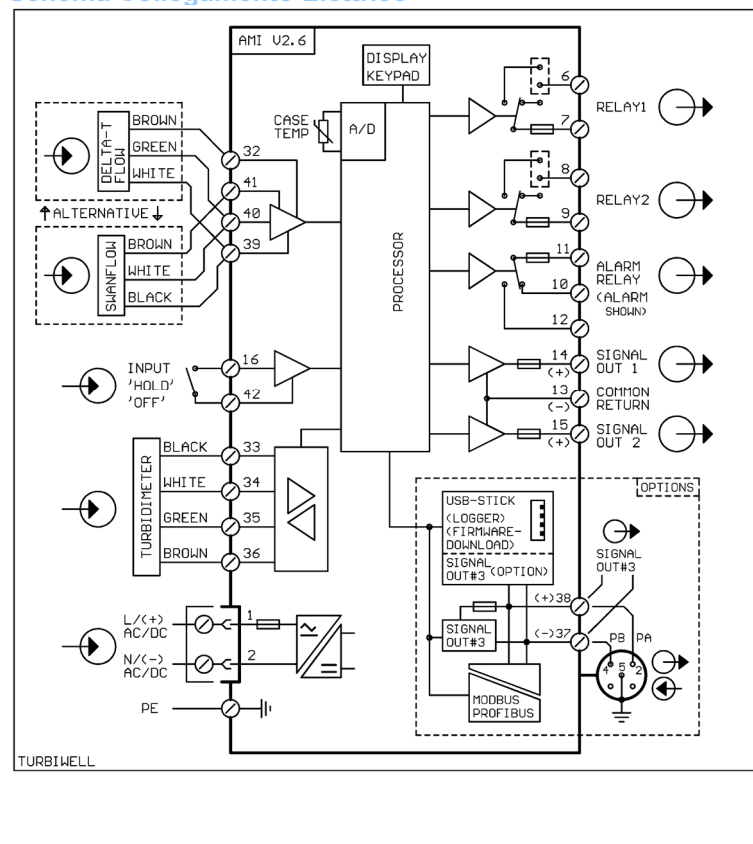 AMI V2.6
DISPLAY
KEYPAD
CASE
TEMP
A/D
PROCESSOR
DELTA-T
FLOW
BROWN
GREEN
WHITE
↑ ALTERNATIVE ↓
SWANFLOW
BROWN
WHITE
BLACK
32
41
40
39
INPUT
'HOLD'
'OFF'
16
42
TURBIDIMETER
BLACK
WHITE
GREEN
BROWN
33
34
35
36
L/(+)
AC/DC
N/(-)
AC/DC
1
2
PE
6
7
RELAY1
8
9
RELAY2
11
10
12
ALARM
RELAY
(ALARM
SHOWN)
14
(+)
SIGNAL
OUT 1
13
(-)
COMMON
RETURN
15
(+)
SIGNAL
OUT 2
OPTIONS
USB-STICK
(LOGGER)
(FIRMWARE-
DOWNLOAD)
SIGNAL
OUT#3 (OPTION)
SIGNAL
OUT#3
SIGNAL
OUT#3
(+)38
(-)37
PB PA
4 5 2
MODBUS
PROFIBUS
TURBIWELL